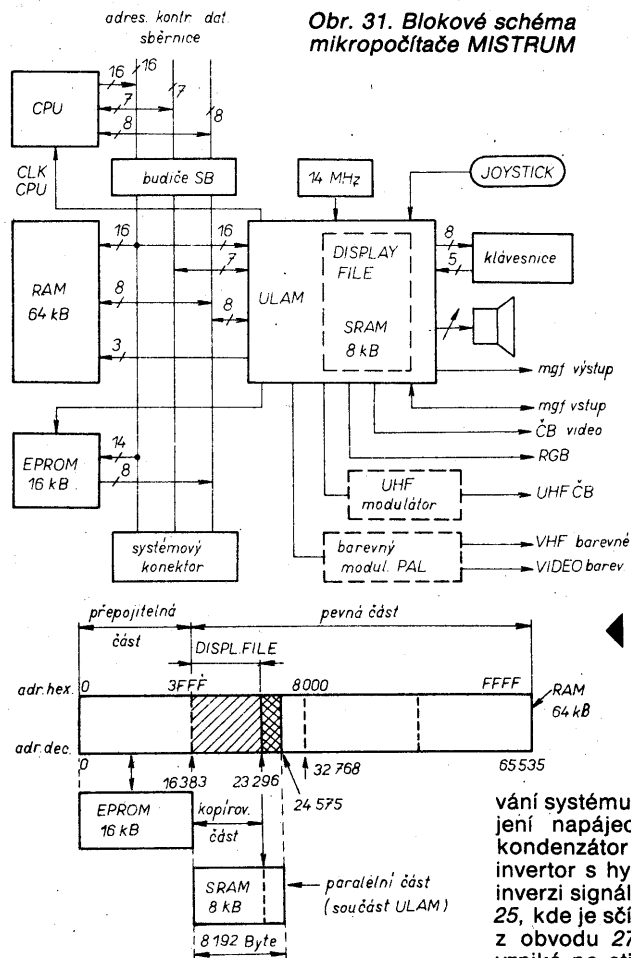 Obr. 31. Blokové schéma
mikropočítače MISTRUM
adres. kontr. dat.
sběrnice
16
16
7
7
8
8
CPU
CLK
CPU
budiče SB
14 MHz
JOYSTICK
RAM
64 kB
16
16
7
8
8
3
ULAM
DISPLAY
FILE
SRAM
8 kB
8
5
klávesnice
mgf výstup
mgf vstup
ČB video
RGB
EPROM
16 kB
14
8
UHF
modulátor
UHF ČB
systémový
konektor
barevný
modul. PAL
VHF barevné
VIDEO barev
přepojitelná
část
pevná část
DISPL. FILE
adr. hex.
0
3FFF
8000
FFFF
RAM
64 kB
adr. dec.
0
16383
23 296
24 575
32 768
65535
EPROM
16 kB
kopírov.
část
SRAM
8 kB
paralelní část
(součást ULAM)
8192 Byte
vání systému
jení napájec
kondenzátor
invertor s hy
inverzi signál
25, kde je sčí
z obvodu 27